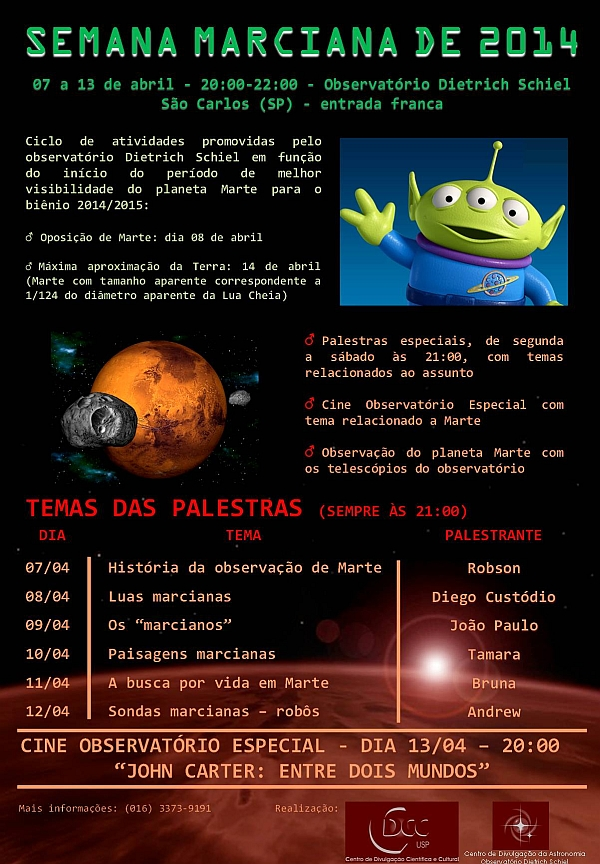 SEMANA MARCIANA DE 2014
07 a 13 de abril - 20:00-22:00 - Observatório Dietrich Schiel
São Carlos (SP) - entrada franca
Ciclo de atividades promovidas pelo
observatório Dietrich Schiel em função
do início do período de melhor
visibilidade do planeta Marte para o
biênio 2014/2015:
♂ Oposição de Marte: dia 08 de abril
♂ Máxima aproximação da Terra: 14 de abril
(Marte com tamanho aparente correspondente a
1/124 do diâmetro aparente da Lua Cheia)
♂ Palestras especiais, de segunda
a sábado às 21:00, com temas
relacionados ao assunto
♂ Cine Observatório Especial com
tema relacionado a Marte
♂ Observação do planeta Marte com
os telescópios do observatório
TEMAS DAS PALESTRAS (SEMPRE ÀS 21:00)
DIA TEMA PALESTRANTE
07/04 História da observação de Marte Robson
08/04 Luas marcianas Diego Custódio
09/04 Os “marcianos” João Paulo
10/04 Paisagens marcianas Tamara
11/04 A busca por vida em Marte Bruna
12/04 Sondas marcianas – robôs Andrew
CINE OBSERVATÓRIO ESPECIAL - DIA 13/04 – 20:00
“JOHN CARTER: ENTRE DOIS MUNDOS”
Mais informações: (016) 3373-9191 Realização:
CDCC
USP
Centro de Divulgação Científica e Cultural
Centro de Divulgação da Astronomia
Observatório Dietrich Schiel